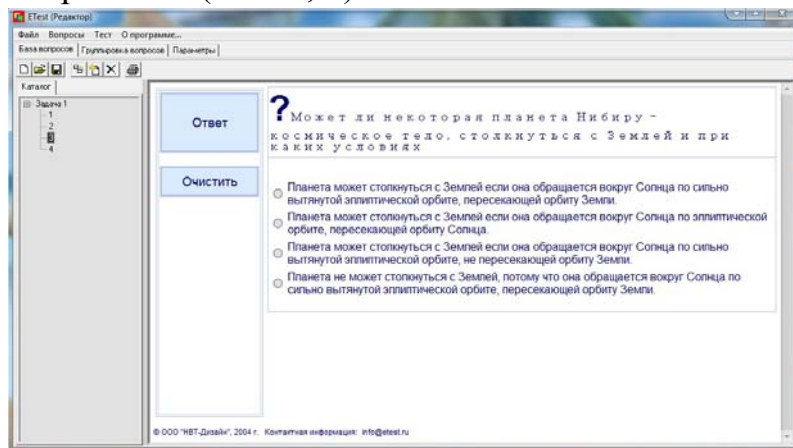 ETest (Редактор)
Файл Вопросы Тест О программе...
База вопросов Группировка вопросов Параметры
Каталог
Задача 1
1
2
3
4
Ответ
Очистить
?Может ли некоторая планета Нибиру -
космическое тело, столкнуться с Землей и при
каких условиях
Планета может столкнуться с Землей если она обращается вокруг Солнца по сильно
вытянутой эллиптической орбите, пересекающей орбиту Земли.
Планета может столкнуться с Землей если она обращается вокруг Солнца по эллиптической
орбите, пересекающей орбиту Солнца.
Планета может столкнуться с Землей если она обращается вокруг Солнца по сильно
вытянутой эллиптической орбите, не пересекающей орбиту Земли.
Планета не может столкнуться с Землей, потому что она обращается вокруг Солнца по
сильно вытянутой эллиптической орбите, пересекающей орбиту Земли.
© ООО "НВТ-Дизайн", 2004 г. Контактная информация: info@etest.ru